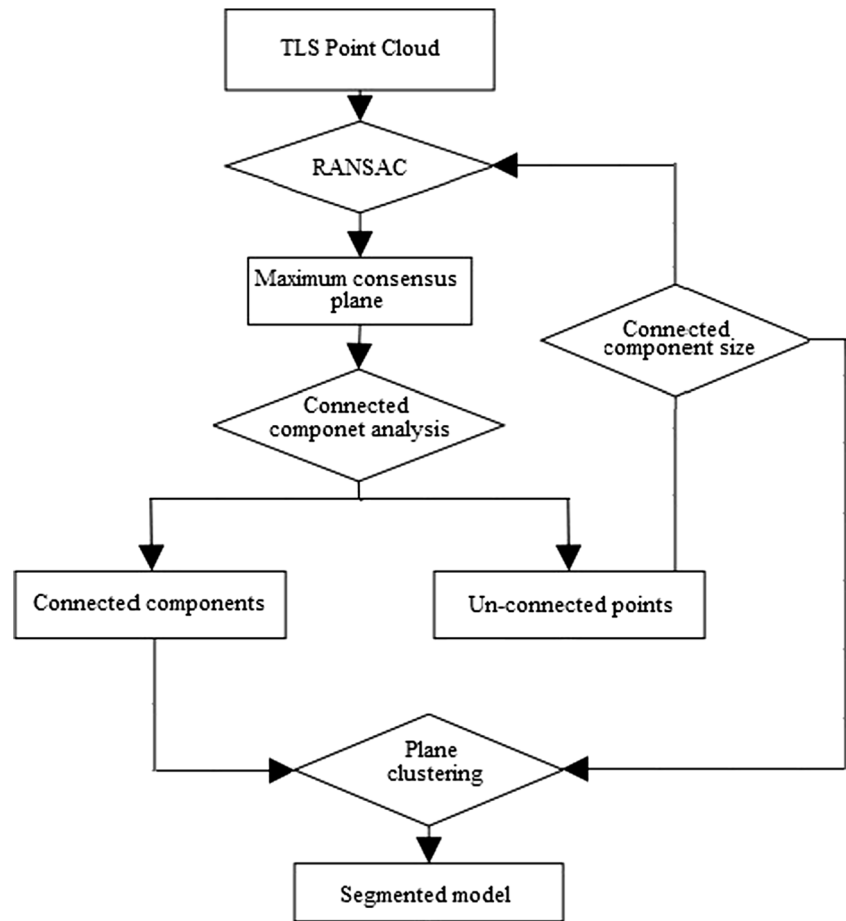 TLS Point Cloud
RANSAC
Maximum consensus
plane
Connected
component size
Connected
componet analysis
Connected components
Un-connected points
Plane
clustering
Segmented model